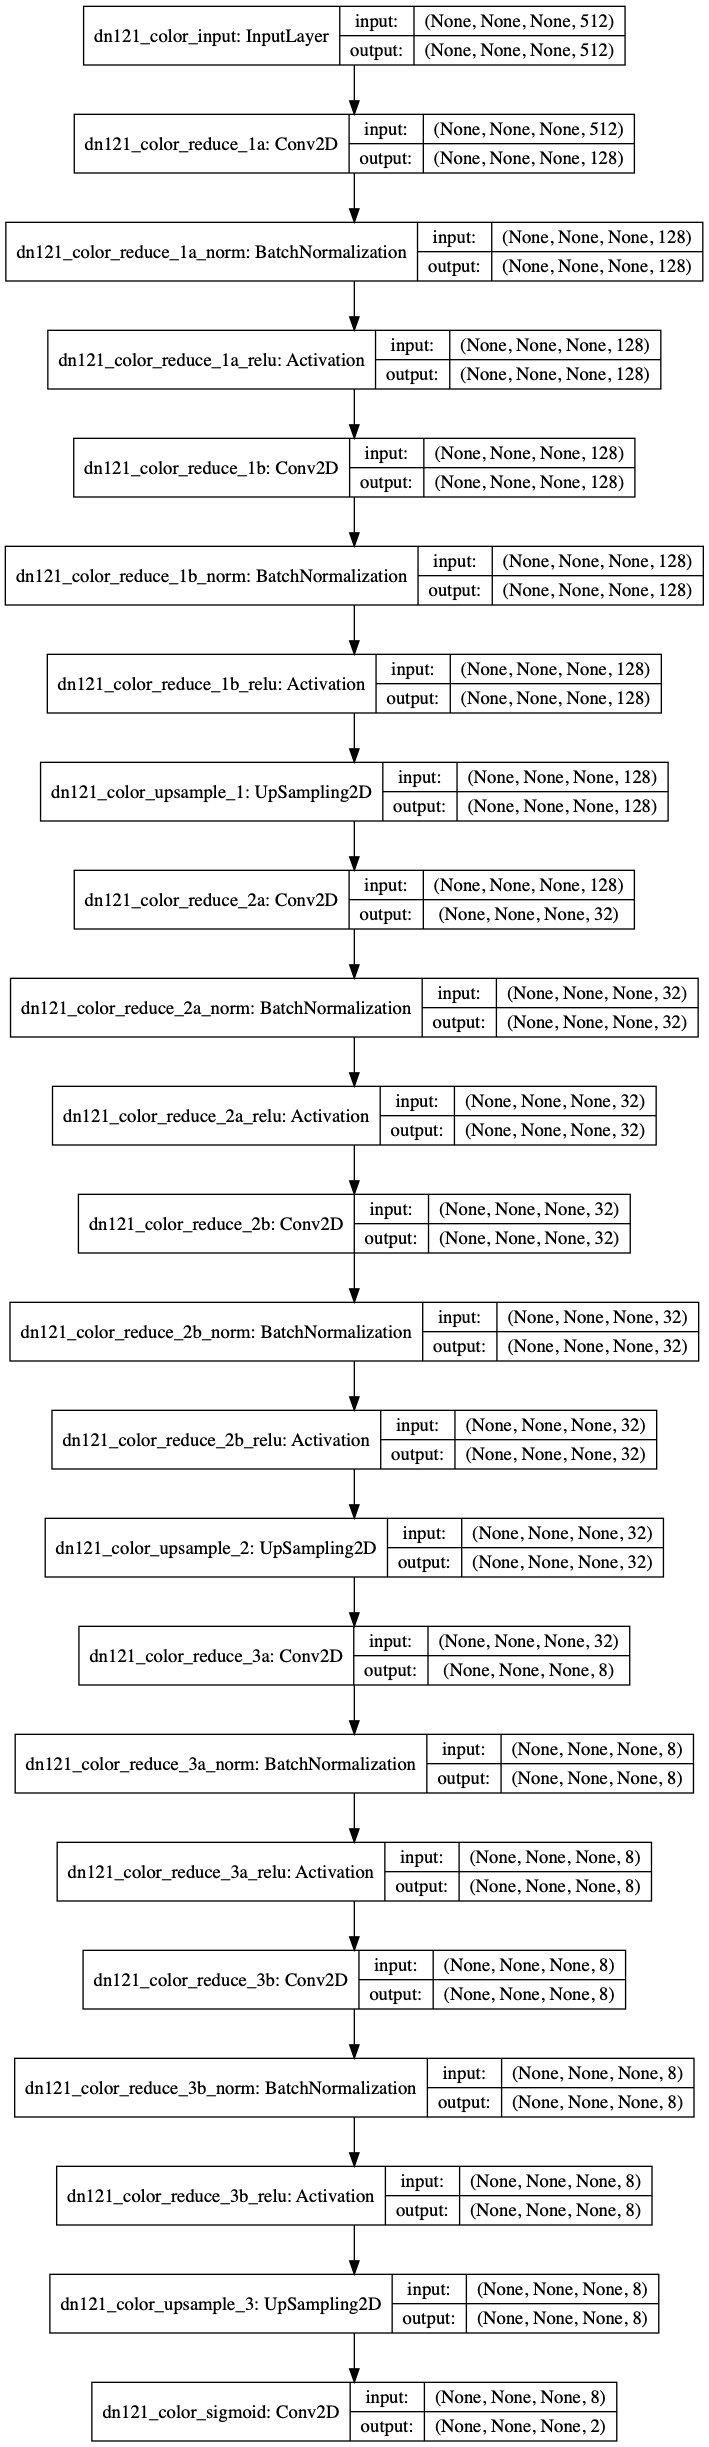 dn121_color_input: InputLayer
input: (None, None, None, 512)
output: (None, None, None, 512)
dn121_color_reduce_1a: Conv2D
input: (None, None, None, 512)
output: (None, None, None, 128)
dn121_color_reduce_1a_norm: BatchNormalization
input: (None, None, None, 128)
output: (None, None, None, 128)
dn121_color_reduce_1a_relu: Activation
input: (None, None, None, 128)
output: (None, None, None, 128)
dn121_color_reduce_1b: Conv2D
input: (None, None, None, 128)
output: (None, None, None, 128)
dn121_color_reduce_1b_norm: BatchNormalization
input: (None, None, None, 128)
output: (None, None, None, 128)
dn121_color_reduce_1b_relu: Activation
input: (None, None, None, 128)
output: (None, None, None, 128)
dn121_color_upsample_1: UpSampling2D
input: (None, None, None, 128)
output: (None, None, None, 128)
dn121_color_reduce_2a: Conv2D
input: (None, None, None, 128)
output: (None, None, None, 32)
dn121_color_reduce_2a_norm: BatchNormalization
input: (None, None, None, 32)
output: (None, None, None, 32)
dn121_color_reduce_2a_relu: Activation
input: (None, None, None, 32)
output: (None, None, None, 32)
dn121_color_reduce_2b: Conv2D
input: (None, None, None, 32)
output: (None, None, None, 32)
dn121_color_reduce_2b_norm: BatchNormalization
input: (None, None, None, 32)
output: (None, None, None, 32)
dn121_color_reduce_2b_relu: Activation
input: (None, None, None, 32)
output: (None, None, None, 32)
dn121_color_upsample_2: UpSampling2D
input: (None, None, None, 32)
output: (None, None, None, 32)
dn121_color_reduce_3a: Conv2D
input: (None, None, None, 32)
output: (None, None, None, 8)
dn121_color_reduce_3a_norm: BatchNormalization
input: (None, None, None, 8)
output: (None, None, None, 8)
dn121_color_reduce_3a_relu: Activation
input: (None, None, None, 8)
output: (None, None, None, 8)
dn121_color_reduce_3b: Conv2D
input: (None, None, None, 8)
output: (None, None, None, 8)
dn121_color_reduce_3b_norm: BatchNormalization
input: (None, None, None, 8)
output: (None, None, None, 8)
dn121_color_reduce_3b_relu: Activation
input: (None, None, None, 8)
output: (None, None, None, 8)
dn121_color_upsample_3: UpSampling2D
input: (None, None, None, 8)
output: (None, None, None, 8)
dn121_color_sigmoid: Conv2D
input: (None, None, None, 8)
output: (None, None, None, 2)